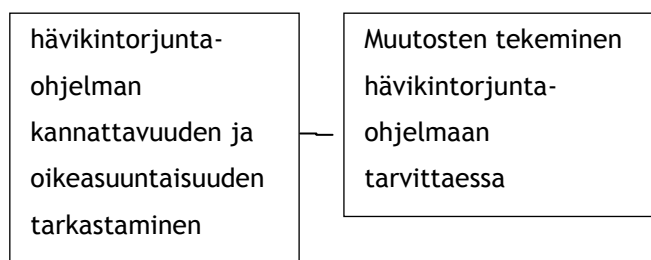 hävikintorjunta-
ohjelman
kannattavuuden ja
oikeasuuntaisuuden
tarkastaminen
Muutosten tekeminen
hävikintorjunta-
ohjelmaan
tarvittaessa